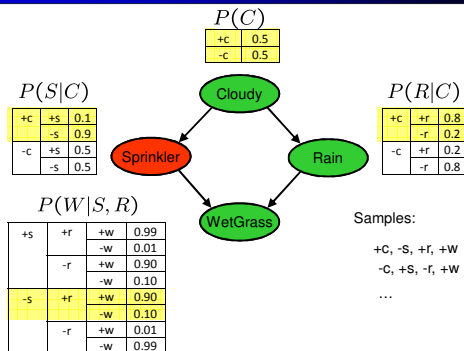 P(C)
+c 0.5
-c 0.5
Cloudy
P(S|C)
+c +s 0.1
-s 0.9
-c +s 0.5
-s 0.5
P(R|C)
+c +r 0.8
-r 0.2
-c +r 0.2
-r 0.8
Sprinkler
Rain
WetGrass
P(W|S, R)
+s +r +w 0.99
-w 0.01
-r +w 0.90
-w 0.10
-s +r +w 0.90
-w 0.10
-r +w 0.01
-w 0.99
Samples:
+c, -s, +r, +w
-c, +s, -r, +w
…